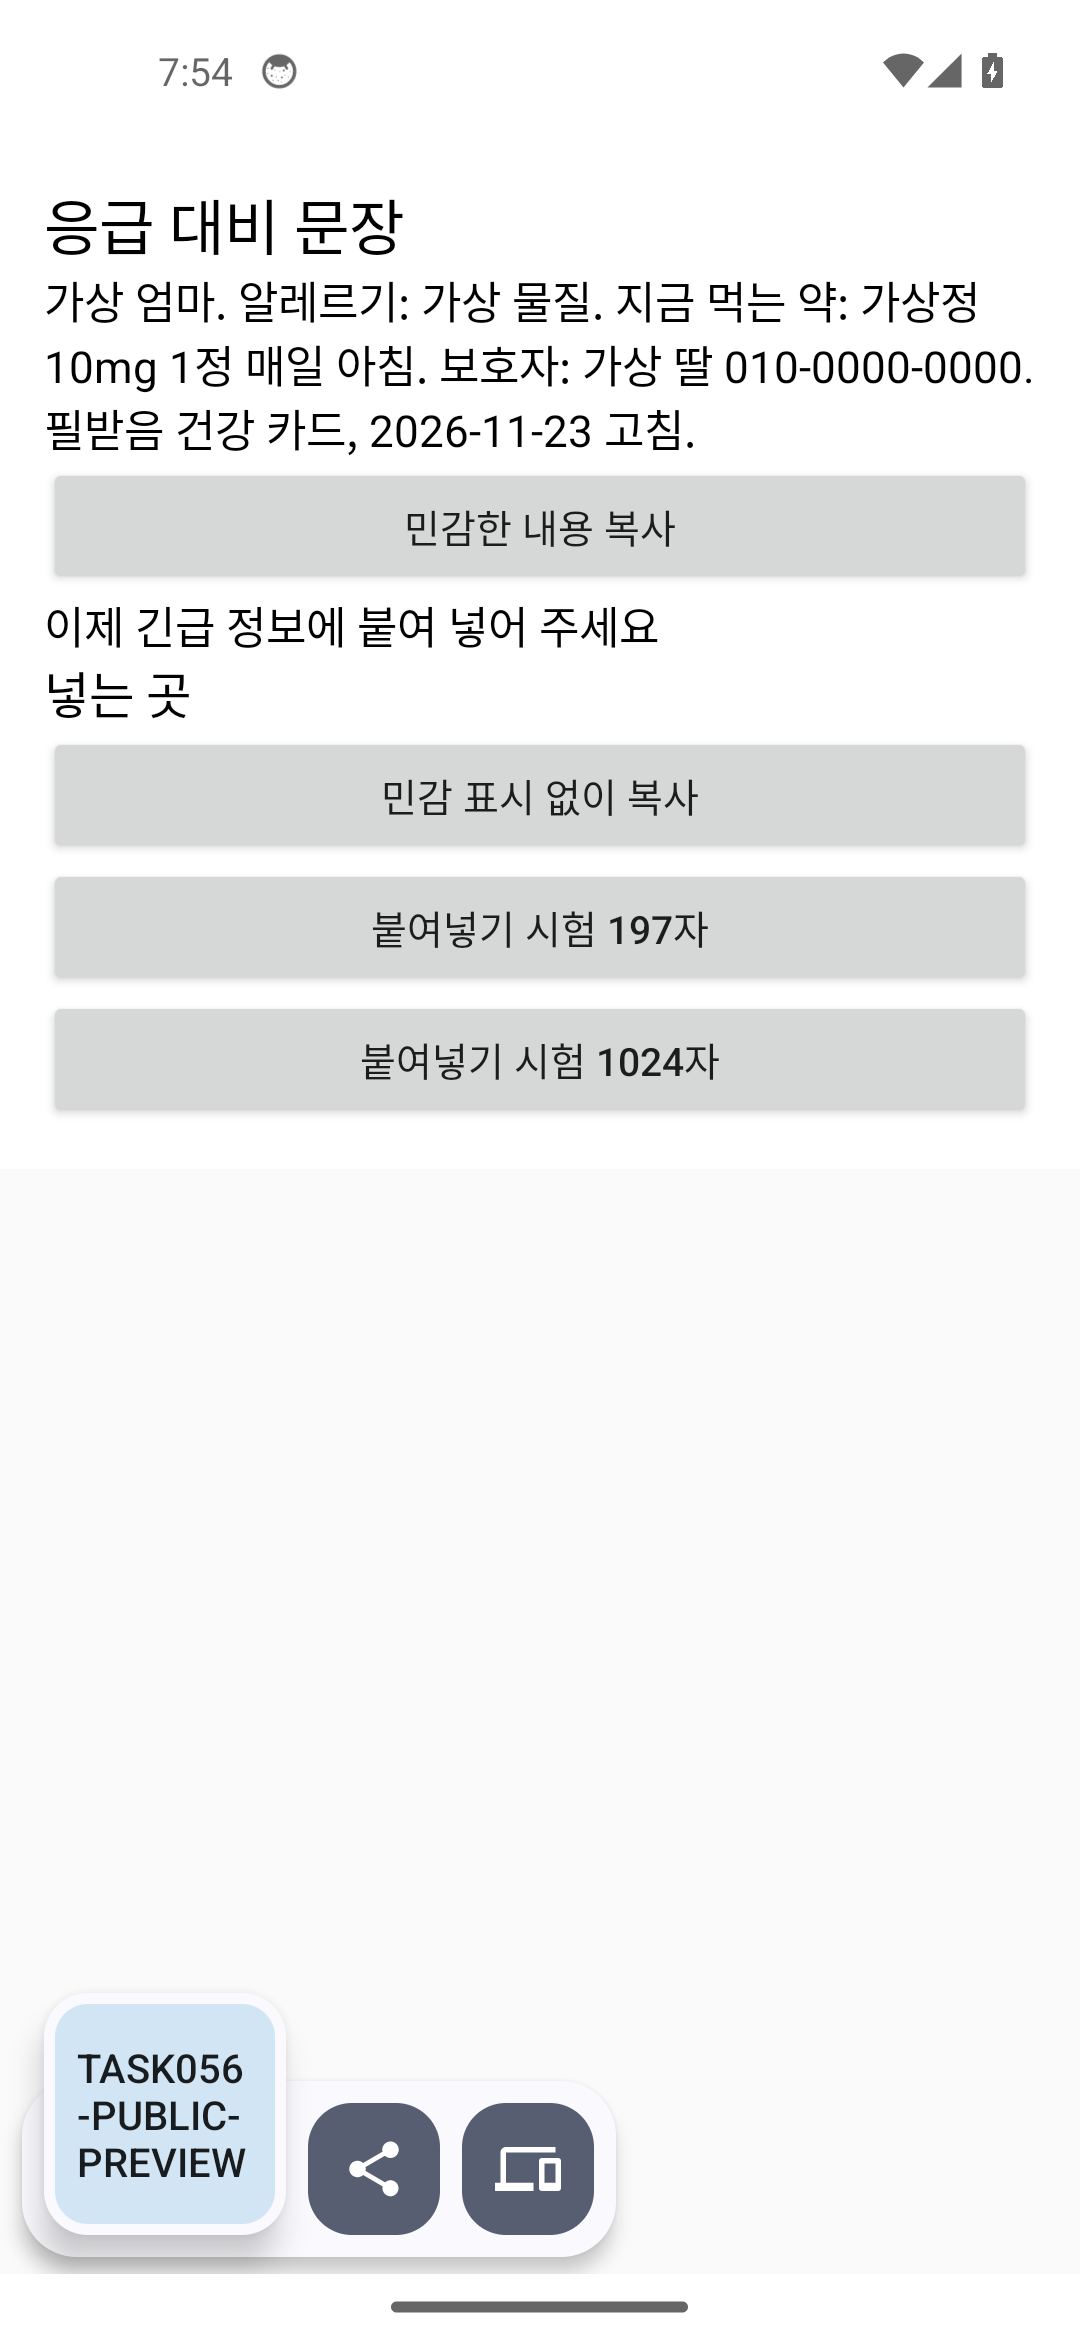 7:54
응급 대비 문장
가상 엄마. 알레르기: 가상 물질. 지금 먹는 약: 가상정
10mg 1정 매일 아침. 보호자: 가상 딸 010-0000-0000.
필받음 건강 카드, 2026-11-23 고침.
민감한 내용 복사
이제 긴급 정보에 붙여 넣어 주세요
넣는 곳
민감 표시 없이 복사
붙여넣기 시험 197자
붙여넣기 시험 1024자
TASK056
-PUBLIC-
PREVIEW